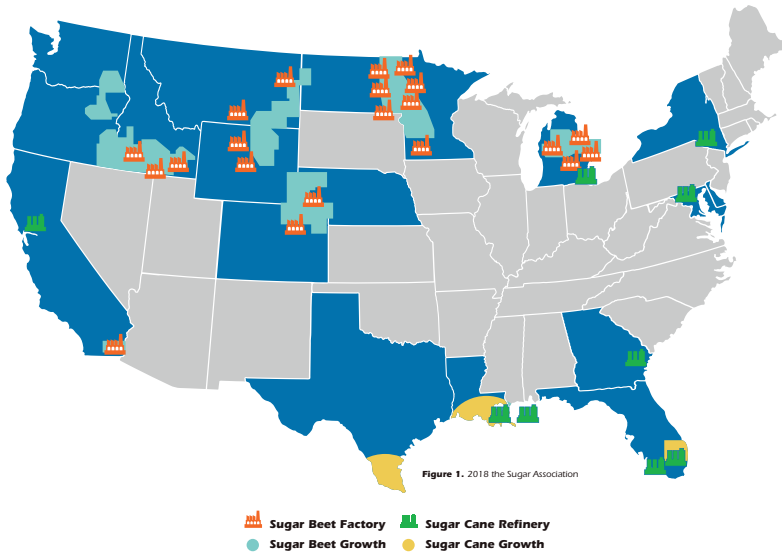 Figure 1. 2018 the Sugar Association
Sugar Beet Factory
Sugar Cane Refinery
Sugar Beet Growth
Sugar Cane Growth